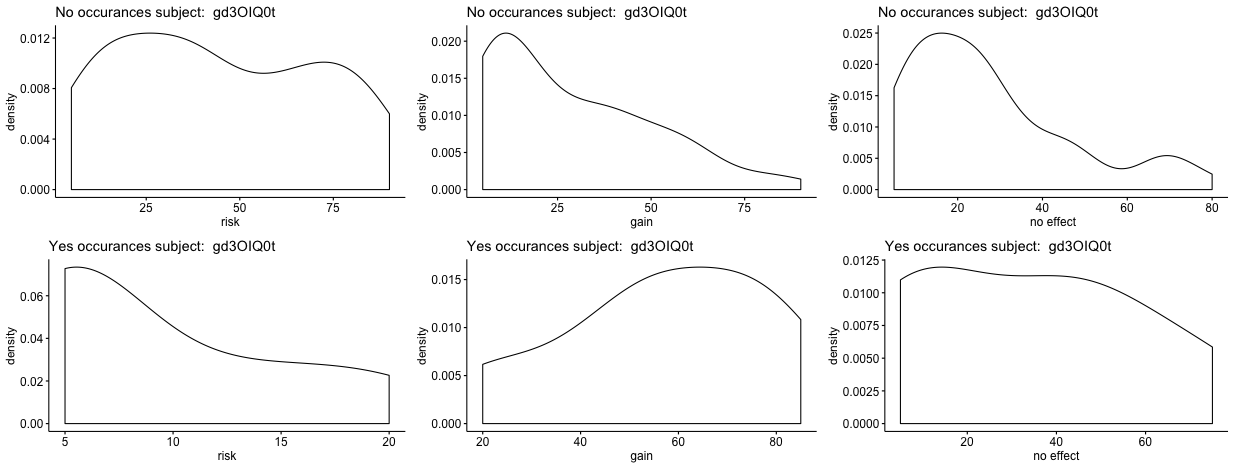 No occurances subject:  gd3OIQ0t
0.012
0.008
0.004
0.000
density
25
50
75
risk
No occurances subject:  gd3OIQ0t
0.020
0.015
0.010
0.005
0.000
density
25
50
75
gain
No occurances subject:  gd3OIQ0t
0.025
0.020
0.015
0.010
0.005
0.000
density
20
40
60
80
no effect
Yes occurances subject:  gd3OIQ0t
0.06
0.04
0.02
0.00
density
5
10
15
20
risk
Yes occurances subject:  gd3OIQ0t
0.015
0.010
0.005
0.000
density
20
40
60
80
gain
Yes occurances subject:  gd3OIQ0t
0.0125
0.0100
0.0075
0.0050
0.0025
0.0000
density
20
40
60
no effect